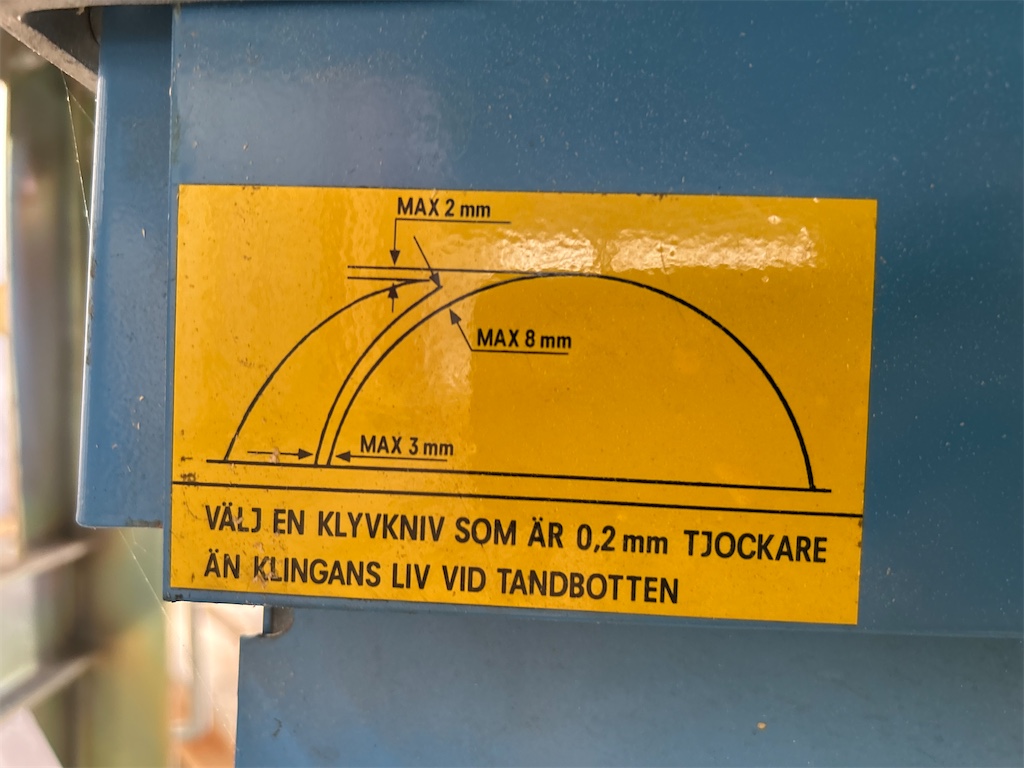 MAX 2 mm
MAX 8 mm
MAX 3 mm
VÄLJ EN KLYVKNIV SOM ÄR 0,2 mm TJOCKARE
ÄN KLINGANS LIV VID TANDBOTTEN